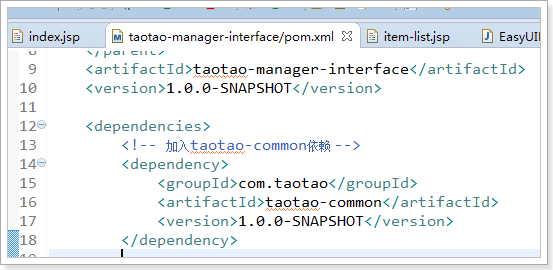 index.jsp taotao-manager-interface/pom.xml item-list.jsp EasyUI
8 </parent>
9 <artifactId>taotao-manager-interface</artifactId>
10 <version>1.0.0-SNAPSHOT</version>
11
12 <dependencies>
13 <!-- 加入taotao-common依赖 -->
14 <dependency>
15 <groupId>com.taotao</groupId>
16 <artifactId>taotao-common</artifactId>
17 <version>1.0.0-SNAPSHOT</version>
18 </dependency>
19